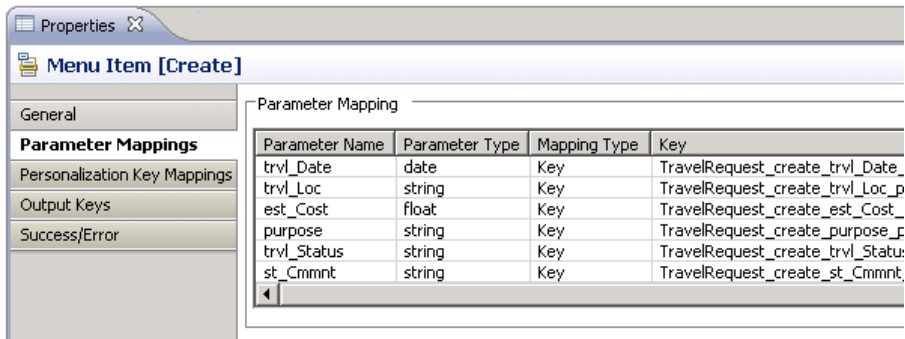 Properties
Menu Item [Create]
General
Parameter Mappings
Personalization Key Mappings
Output Keys
Success/Error
Parameter Mapping
Parameter Name Parameter Type Mapping Type Key
trvl_Date date Key TravelRequest_create_trvl_Date_
trvl_Loc string Key TravelRequest_create_trvl_Loc_p
est_Cost float Key TravelRequest_create_est_Cost_
purpose string Key TravelRequest_create_purpose_p
trvl_Status string Key TravelRequest_create_trvl_Status
st_Cmmnt string Key TravelRequest_create_st_Cmmnt_